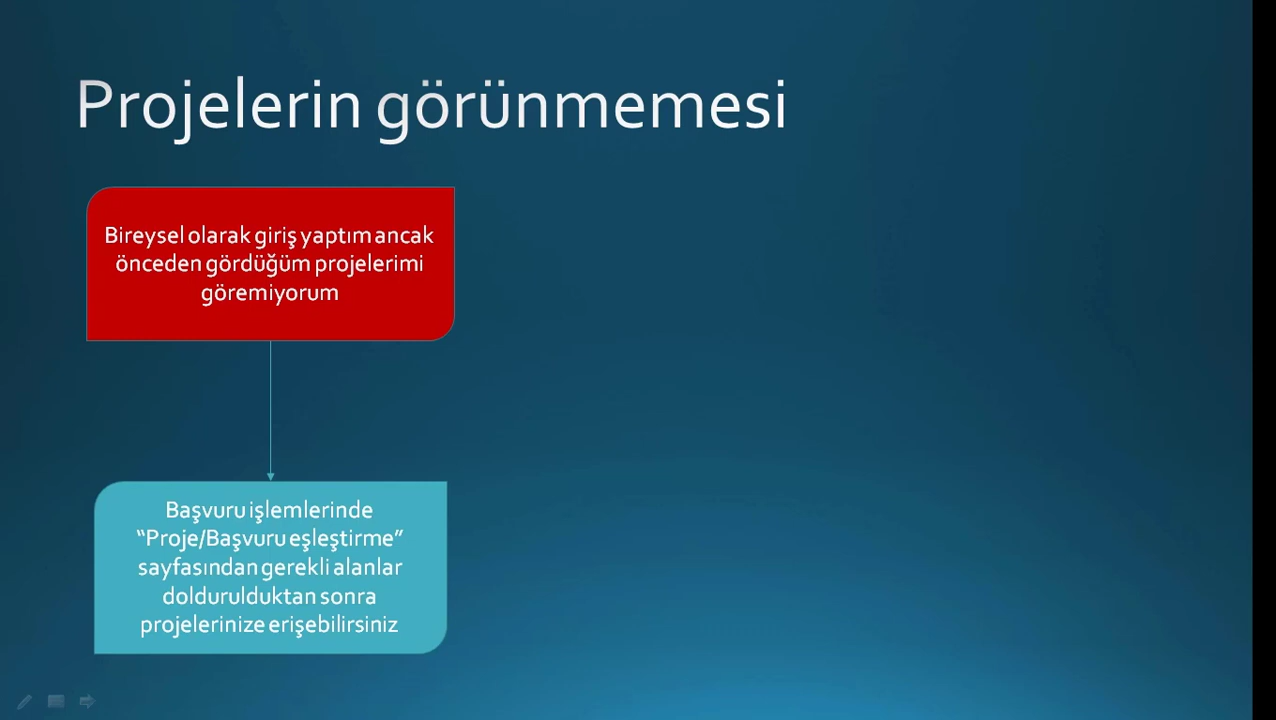 Projelerin görünmemesi
Bireysel olarak giriş yaptım ancak
önceden gördüğüm projelerimi
göremiyorum
Başvuru işlemlerinde
“Proje/Başvuru eşleştirme”
sayfasından gerekli alanlar
doldurulduktan sonra
projelerinize erişebilirsiniz